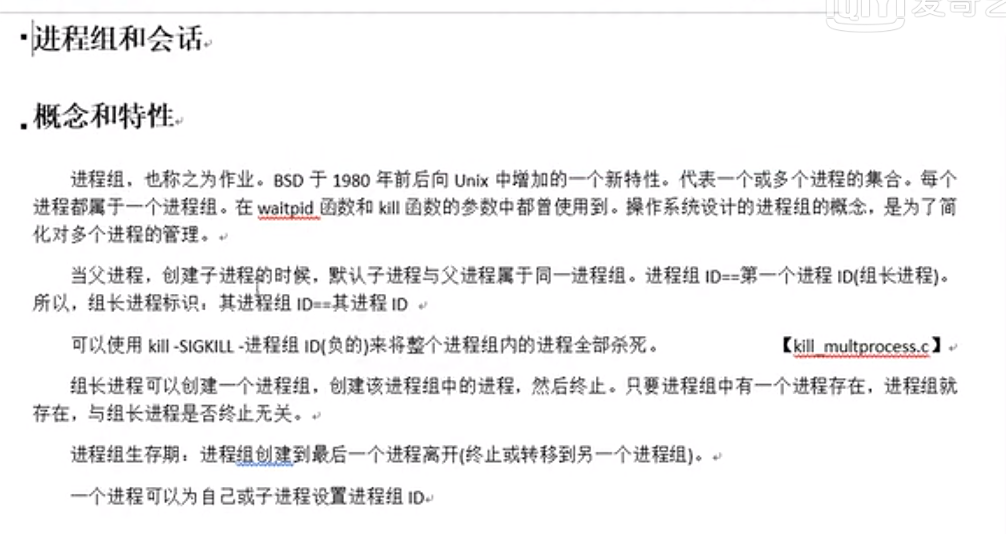 爱奇艺
进程组和会话
概念和特性
进程组，也称之为作业。BSD 于 1980 年前后向 Unix 中增加的一个新特性。代表一个或多个进程的集合。每个
进程都属于一个进程组。在 waitpid 函数和 kill 函数的参数中都曾使用到。操作系统设计的进程组的概念，是为了简
化对多个进程的管理。
当父进程，创建子进程的时候，默认子进程与父进程属于同一进程组。进程组 ID==第一个进程 ID(组长进程)。
所以，组长进程标识：其进程组 ID==其进程 ID
可以使用 kill -SIGKILL -进程组 ID(负的)来将整个进程组内的进程全部杀死。 【kill_multprocess.c】
组长进程可以创建一个进程组，创建该进程组中的进程，然后终止。只要进程组中有一个进程存在，进程组就
存在，与组长进程是否终止无关。
进程组生存期：进程组创建到最后一个进程离开(终止或转移到另一个进程组)。
一个进程可以为自己或子进程设置进程组 ID